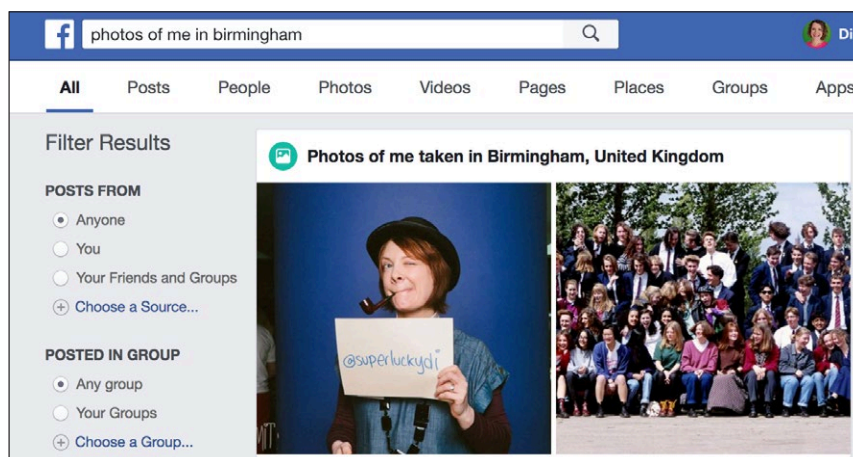 f
photos of me in birmingham
Di
All Posts People Photos Videos Pages Places Groups Apps
Filter Results
POSTS FROM
Anyone
You
Your Friends and Groups
Choose a Source...
POSTED IN GROUP
Any group
Your Groups
Choose a Group...
Photos of me taken in Birmingham, United Kingdom
@superluckydi